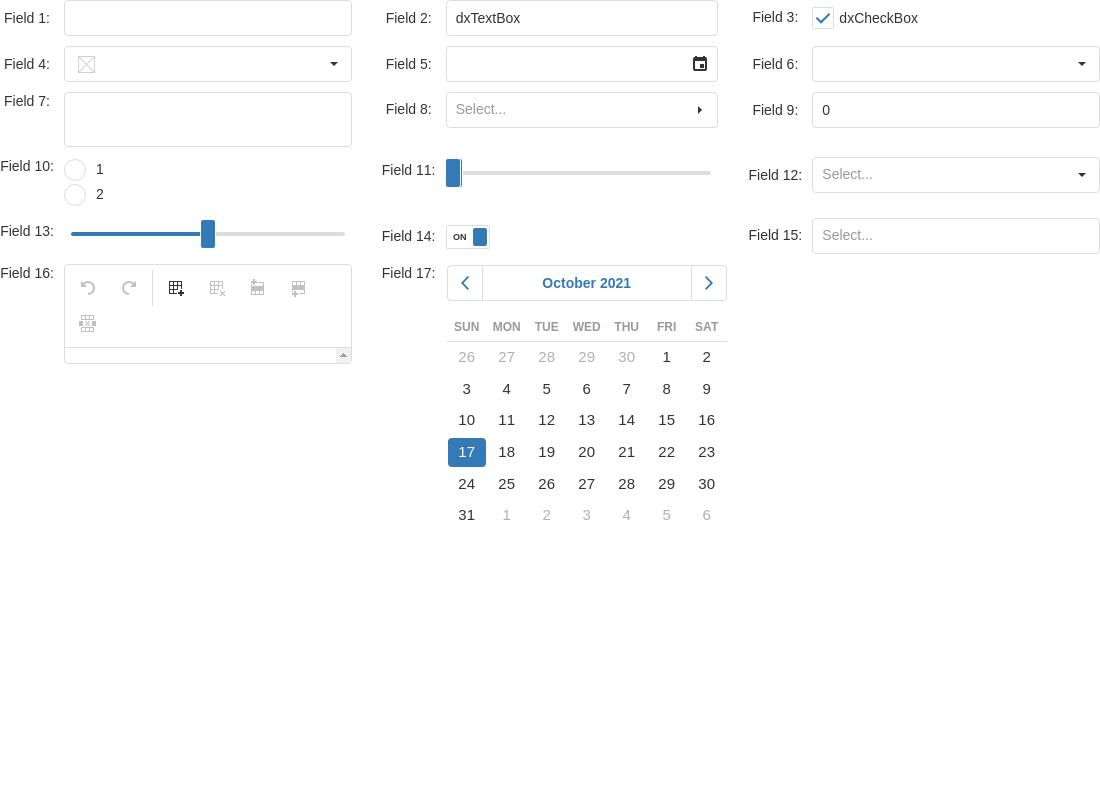 Field 1:
Field 2: dxTextBox
Field 3: dxCheckBox
Field 4:
Field 5:
Field 6:
Field 7:
Field 8: Select...
Field 9: 0
Field 10: 1
2
Field 11:
Field 12: Select...
Field 13:
Field 14: ON
Field 15: Select...
Field 16:
Field 17: October 2021
SUN MON TUE WED THU FRI SAT
26 27 28 29 30 1 2
3 4 5 6 7 8 9
10 11 12 13 14 15 16
17 18 19 20 21 22 23
24 25 26 27 28 29 30
31 1 2 3 4 5 6